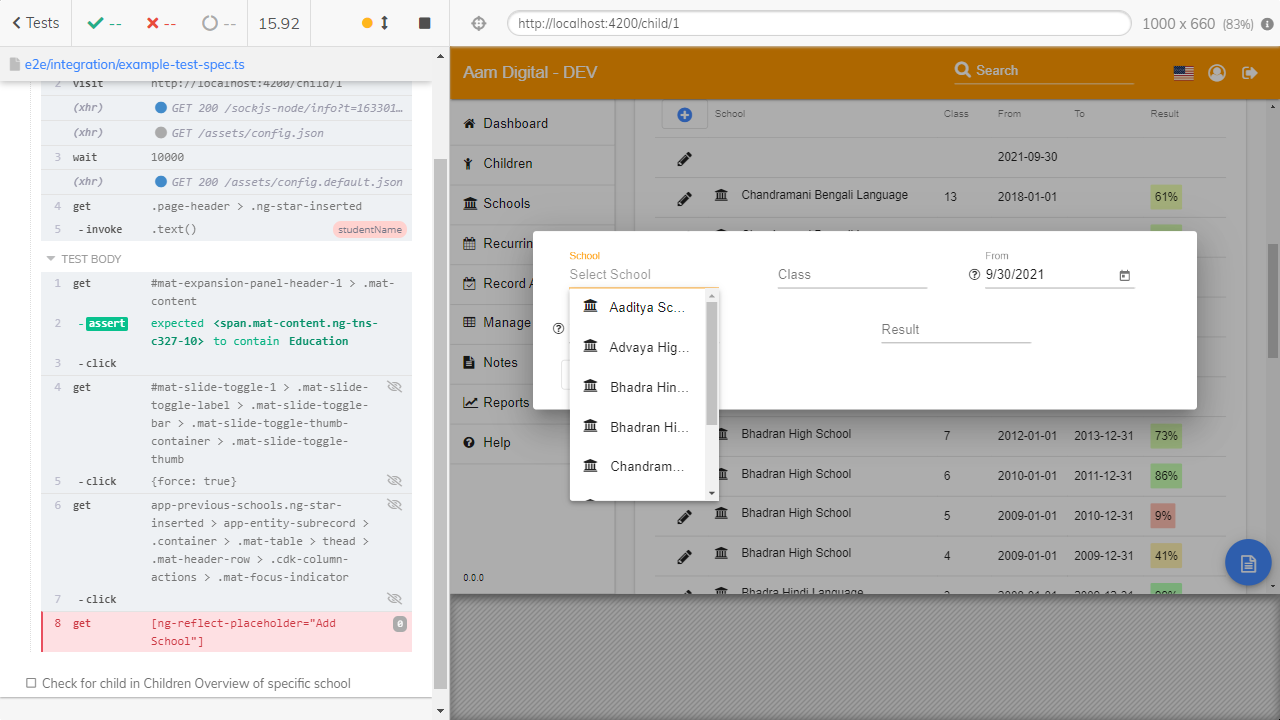 Tests
--
--
--
15.92
http://localhost:4200/child/1
1000 x 660 (83%)
e2e/integration/example-test-spec.ts
2 visit http://localhost:4200/child/1
(xhr) GET 200 /sockjs-node/info?t=163301...
(xhr) GET /assets/config.json
3 wait 10000
(xhr) GET 200 /assets/config.default.json
4 get .page-header > .ng-star-inserted
5 -invoke .text() studentName
TEST BODY
1 get #mat-expansion-panel-header-1 > .mat-
content
2 -assert expected <span.mat-content.ng-tns-
c327-10> to contain Education
3 -click
4 get #mat-slide-toggle-1 > .mat-slide-
toggle-label > .mat-slide-toggle-
bar > .mat-slide-toggle-thumb-
container > .mat-slide-toggle-
thumb
5 -click {force: true}
6 get app-previous-schools.ng-star-
inserted > app-entity-subrecord >
.container > .mat-table > thead >
.mat-header-row > .cdk-column-
actions > .mat-focus-indicator
7 -click
8 get [ng-reflect-placeholder="Add
School"] 0
Check for child in Children Overview of specific school
Aam Digital - DEV
Search
Dashboard
Children
Schools
Recurrin
Record A
Manage
Notes
Reports
Help
0.0.0
School Class From To Result
2021-09-30
Chandramani Bengali Language 13 2018-01-01 61%
School
Select School
Class
From
9/30/2021
Result
Aaditya Sc...
Advaya Hig...
Bhadra Hin...
Bhadran Hi...
Chandram...
Bhadran High School 7 2012-01-01 2013-12-31 73%
Bhadran High School 6 2010-01-01 2011-12-31 86%
Bhadran High School 5 2009-01-01 2010-12-31 9%
Bhadran High School 4 2009-01-01 2009-12-31 41%
Bhadra Hindi Language